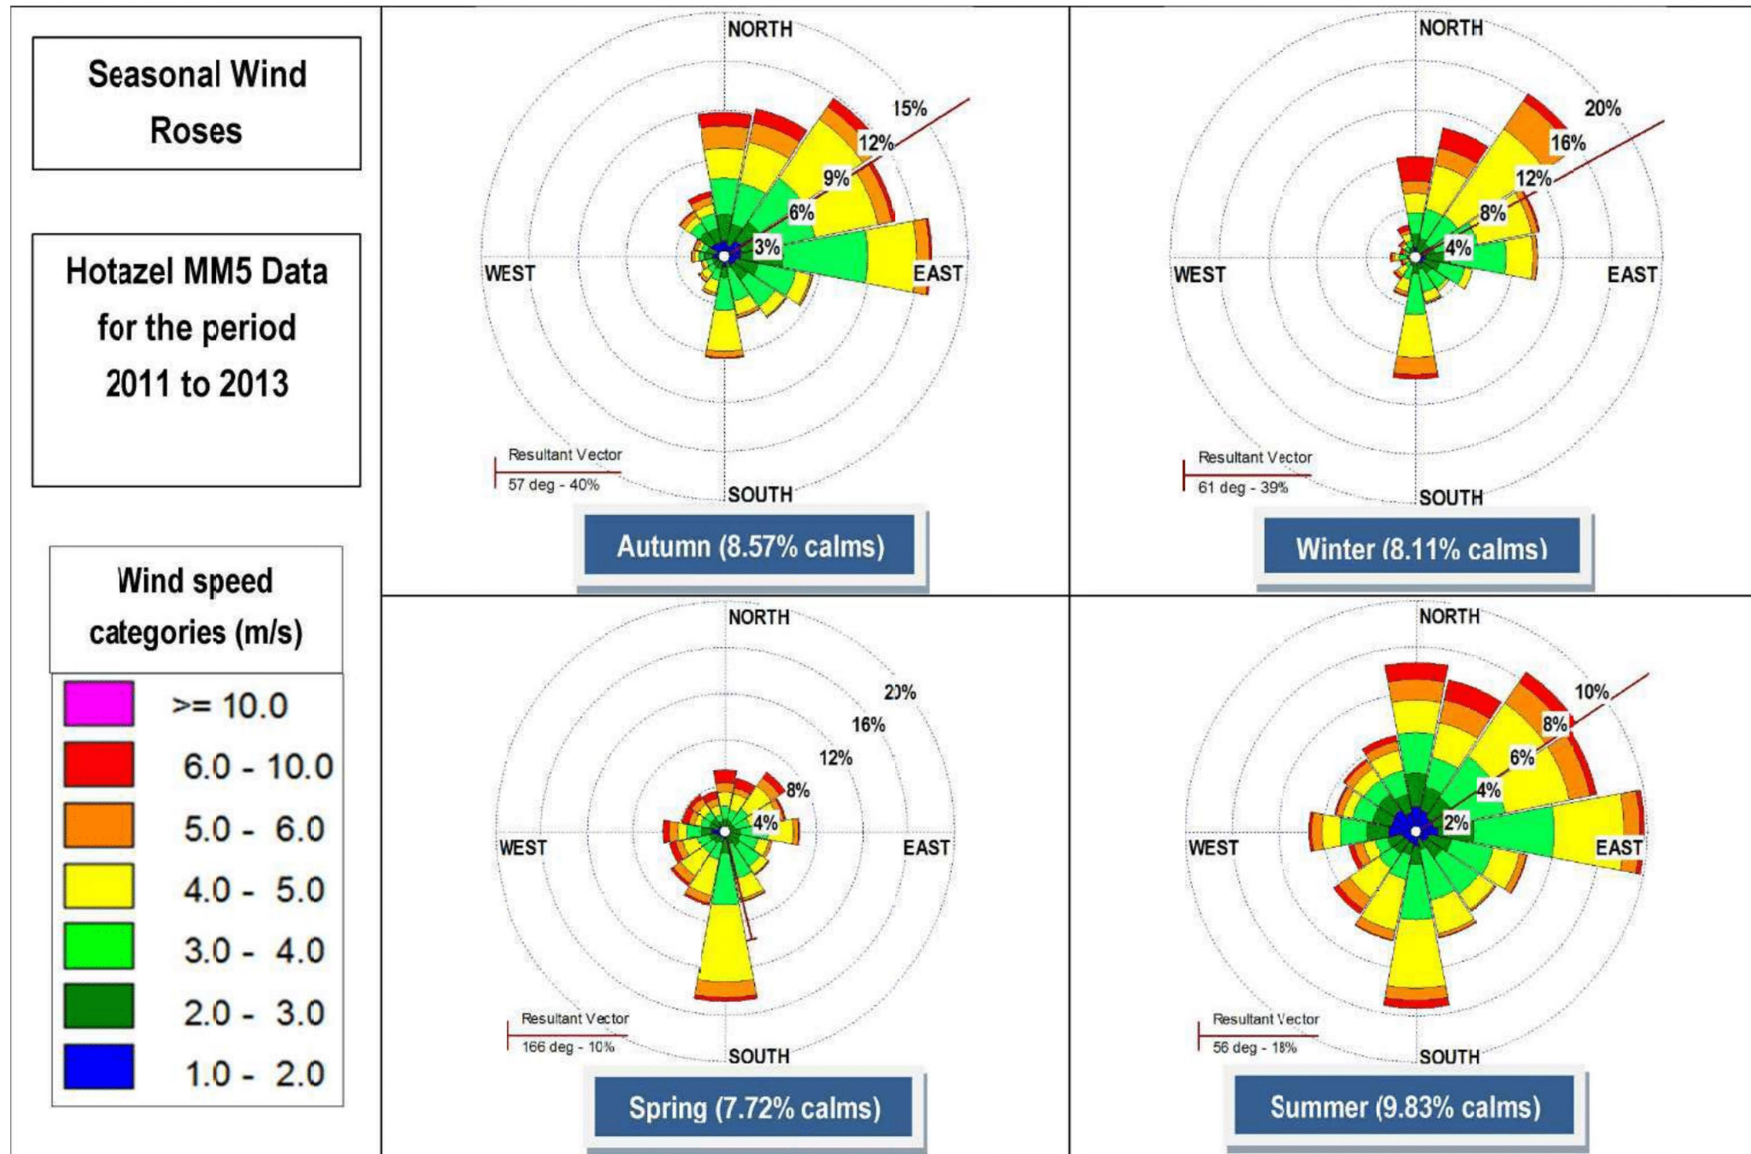 Seasonal Wind
Roses
Hotazel MM5 Data
for the period
2011 to 2013
Wind speed
categories (m/s)
>= 10.0
6.0 - 10.0
5.0 - 6.0
4.0 - 5.0
3.0 - 4.0
2.0 - 3.0
1.0 - 2.0
NORTH
15%
12%
9%
6%
3%
WEST
EAST
Resultant Vector
57 deg - 40%
SOUTH
Autumn (8.57% calms)
NORTH
20%
16%
12%
8%
4%
WEST
EAST
Resultant Vector
61 deg - 39%
SOUTH
Winter (8.11% calms)
NORTH
20%
16%
12%
8%
4%
WEST
EAST
Resultant Vector
166 deg - 10%
SOUTH
Spring (7.72% calms)
NORTH
10%
8%
6%
4%
2%
WEST
EAST
Resultant Vector
56 deg - 18%
SOUTH
Summer (9.83% calms)